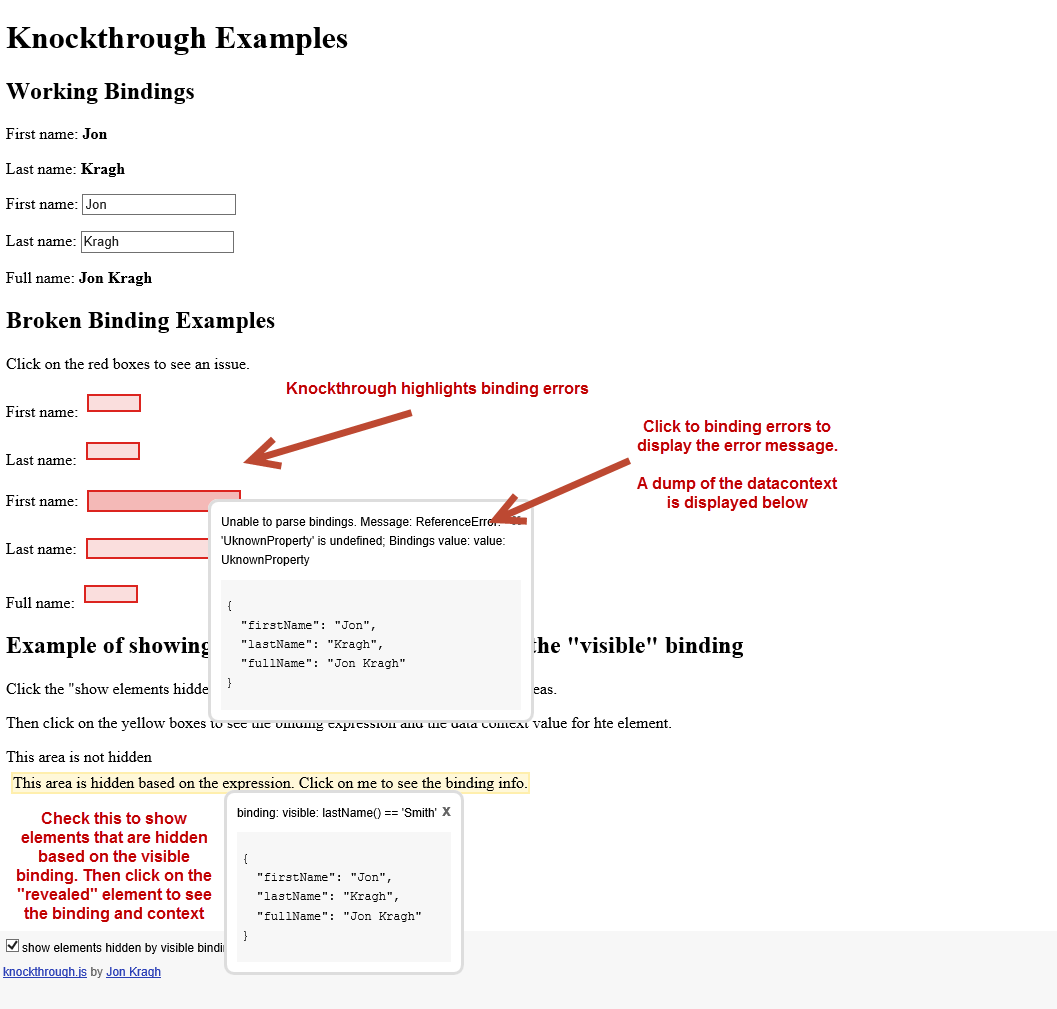 Knockthrough Examples
Working Bindings
First name: Jon
Last name: Kragh
First name: Jon
Last name: Kragh
Full name: Jon Kragh
Broken Binding Examples
Click on the red boxes to see an issue.
Knockthrough highlights binding errors
First name:
Click to binding errors to
display the error message.
Last name:
A dump of the datacontext
is displayed below
First name:
Unable to parse bindings. Message: ReferenceError:
'UknownProperty' is undefined; Bindings value: value:
UknownProperty
Last name:
{
"firstName": "Jon",
"lastName": "Kragh",
"fullName": "Jon Kragh"
}
Full name:
Example of showing the "visible" binding
Click the "show elements hidde eas.
Then click on the yellow boxes to see the binding expression and the data context value for hte element.
This area is not hidden
This area is hidden based on the expression. Click on me to see the binding info.
binding: visible: lastName() == 'Smith' x
{
"firstName": "Jon",
"lastName": "Kragh",
"fullName": "Jon Kragh"
}
Check this to show
elements that are hidden
based on the visible
binding. Then click on the
"revealed" element to see
the binding and context
show elements hidden by visible bindi
knockthrough.js by Jon Kragh